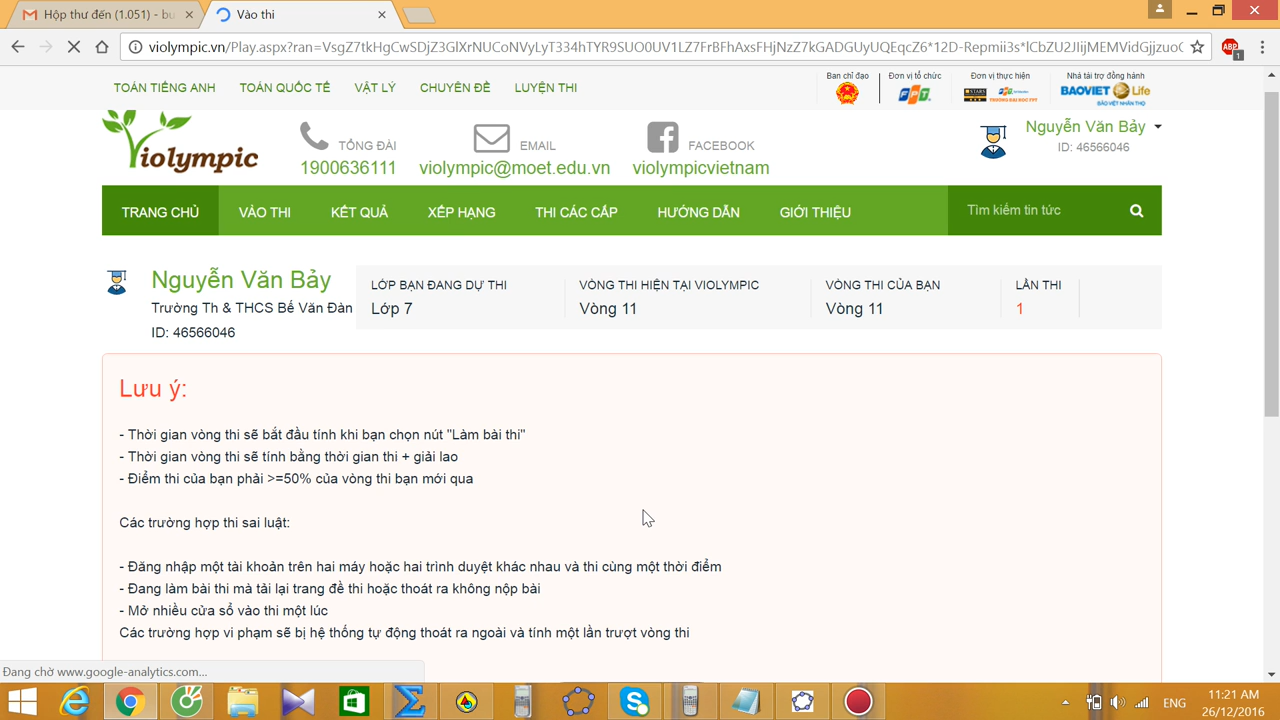 Hộp thư đến (1.051) - bu
Vào thi
violympic.vn/Play.aspx?ran=VsgZ7tkHgCwSDjZ3GlXrNUCoNVyLyT334hTYR9SUO0UV1LZ7FrBFhAxsFHjNzZ7kGADGUyUQEqcZ6*12D-Repmii3s*lCbZU2JIijMEMVidGjjzuoC
ABP
1
TOÁN TIẾNG ANH
TOÁN QUỐC TẾ
VẬT LÝ
CHUYÊN ĐỀ
LUYỆN THI
Ban chỉ đạo
Đơn vị tổ chức
Đơn vị thực hiện
Nhà tài trợ đồng hành
FPT
BAOVIET Life
BẢO VIỆT NHÂN THỌ
Violympic
TỔNG ĐÀI
1900636111
EMAIL
violympic@moet.edu.vn
FACEBOOK
violympicvietnam
Nguyễn Văn Bảy
ID: 46566046
TRANG CHỦ
VÀO THI
KẾT QUẢ
XẾP HẠNG
THI CÁC CẤP
HƯỚNG DẪN
GIỚI THIỆU
Tìm kiếm tin tức
Nguyễn Văn Bảy
Trường Th & THCS Bế Văn Đàn
ID: 46566046
LỚP BẠN ĐANG DỰ THI
Lớp 7
VÒNG THI HIỆN TẠI VIOLYMPIC
Vòng 11
VÒNG THI CỦA BẠN
Vòng 11
LẦN THI
1
Lưu ý:
- Thời gian vòng thi sẽ bắt đầu tính khi bạn chọn nút "Làm bài thi"
- Thời gian vòng thi sẽ tính bằng thời gian thi + giải lao
- Điểm thi của bạn phải >=50% của vòng thi bạn mới qua
Các trường hợp thi sai luật:
- Đăng nhập một tài khoản trên hai máy hoặc hai trình duyệt khác nhau và thi cùng một thời điểm
- Đang làm bài thi mà tải lại trang đề thi hoặc thoát ra không nộp bài
- Mở nhiều cửa sổ vào thi một lúc
Các trường hợp vi phạm sẽ bị hệ thống tự động thoát ra ngoài và tính một lần trượt vòng thi
Đang chờ www.google-analytics.com...
ENG
11:21 AM
26/12/2016